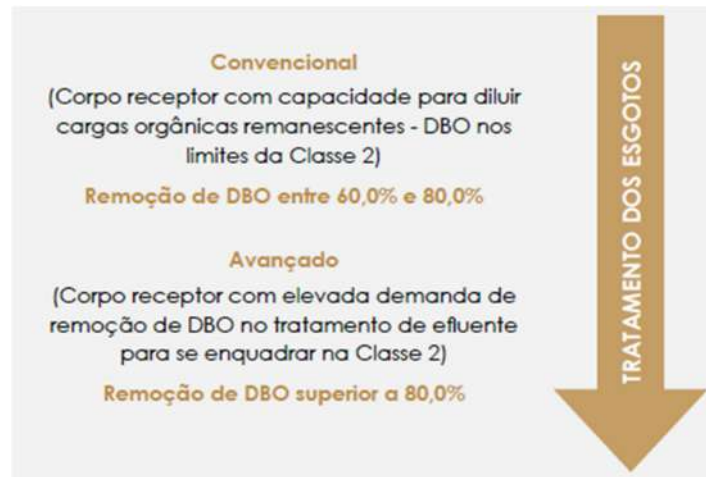 Convencional
(Corpo receptor com capacidade para diluir
cargas orgânicas remanescentes - DBO nos
limites da Classe 2)
Remoção de DBO entre 60,0% e 80,0%
Avançado
(Corpo receptor com elevada demanda de
remoção de DBO no tratamento de efluente
para se enquadrar na Classe 2)
Remoção de DBO superior a 80,0%
TRATAMENTO DOS ESGOTOS